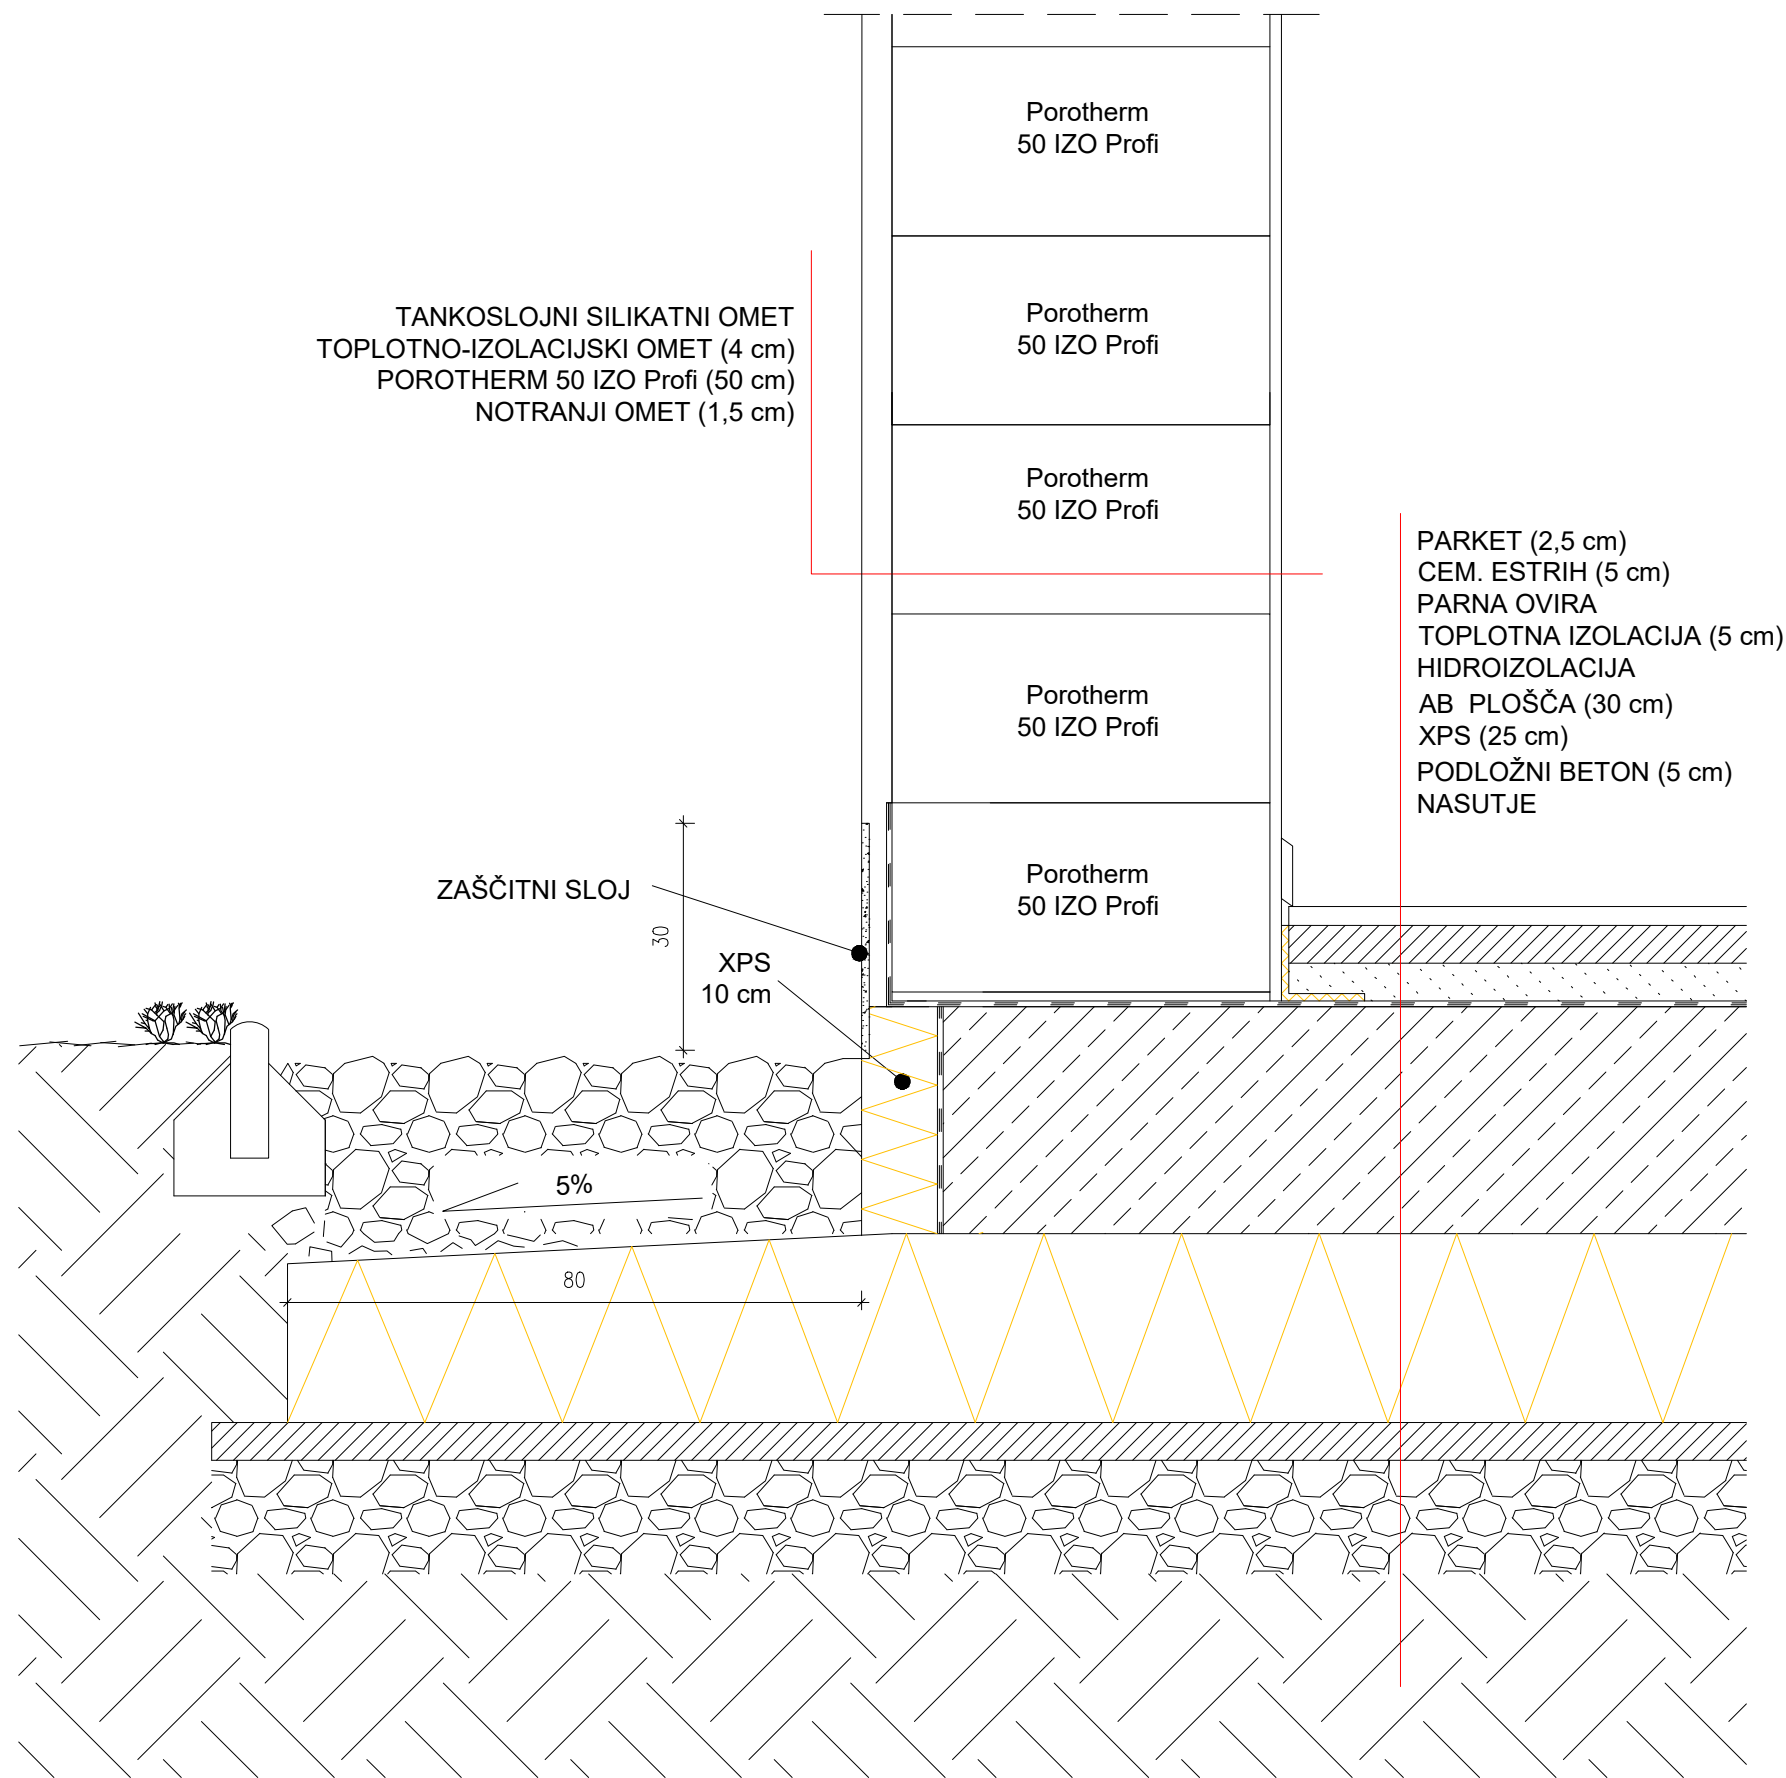 Porotherm
50 IZO Profi
TANKOSLOJNI SILIKATNI OMET
TOPLOTNO-IZOLACIJSKI OMET (4 cm)
POROTHERM 50 IZO Profi (50 cm)
NOTRANJI OMET (1,5 cm)
Porotherm
50 IZO Profi
Porotherm
50 IZO Profi
PARKET (2,5 cm)
CEM. ESTRIH (5 cm)
PARNA OVIRA
TOPLOTNA IZOLACIJA (5 cm)
HIDROIZOLACIJA
AB PLOŠČA (30 cm)
XPS (25 cm)
PODLOŽNI BETON (5 cm)
NASUTJE
Porotherm
50 IZO Profi
Porotherm
50 IZO Profi
ZAŠČITNI SLOJ
30
XPS
10 cm
5%
80